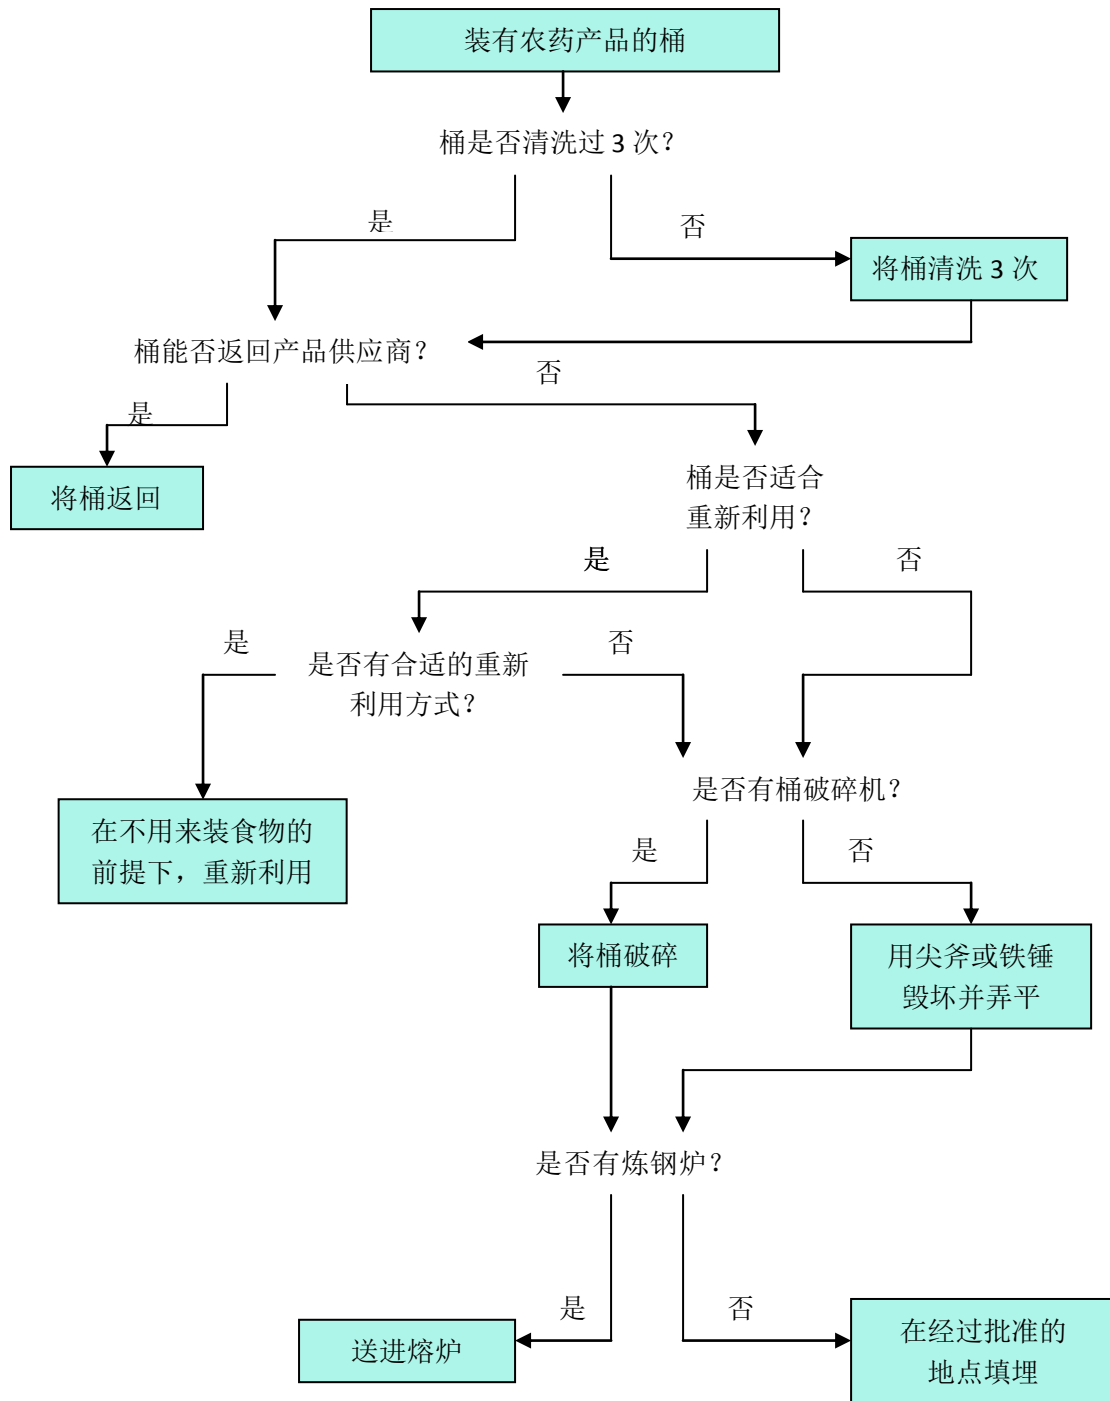 装有农药产品的桶
桶是否清洗过 3 次？
是
否
将桶清洗 3 次
桶能否返回产品供应商？
否
是
将桶返回
桶是否适合
重新利用？
是
否
是
否
是否有合适的重新
利用方式？
是否有桶破碎机？
在不用来装食物的
前提下，重新利用
是
否
将桶破碎
用尖斧或铁锤
毁坏并弄平
是否有炼钢炉？
是
否
送进熔炉
在经过批准的
地点填埋